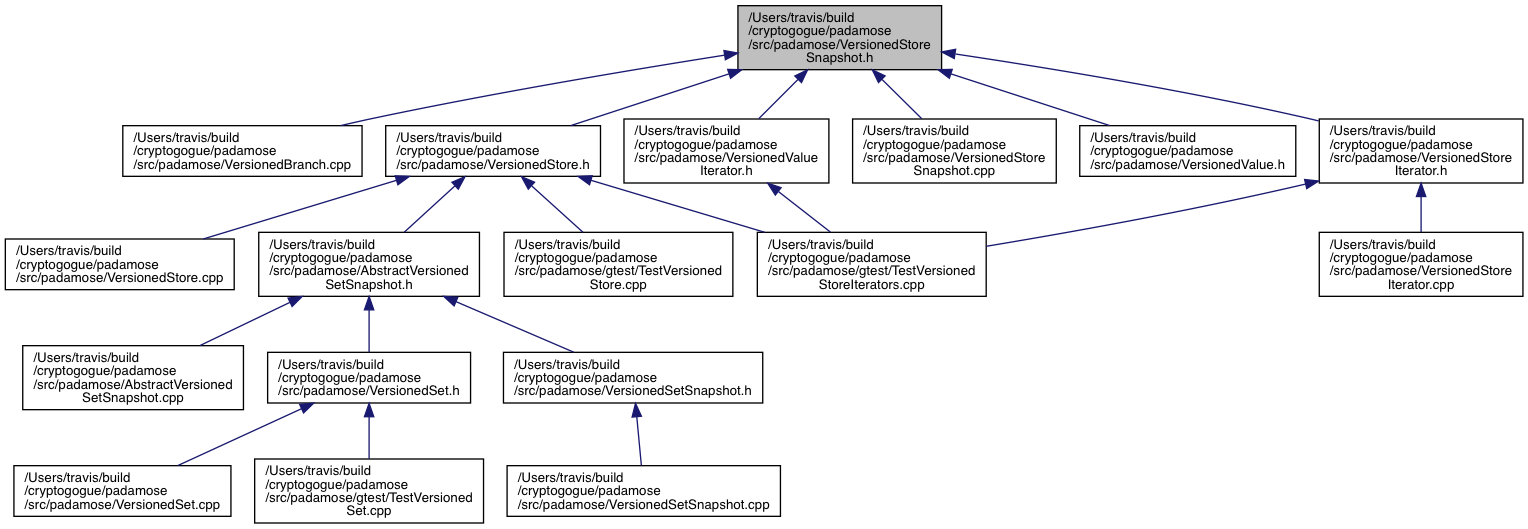 /Users/travis/build
/cryptogogue/padamose
/src/padamose/VersionedStore
Snapshot.h
/Users/travis/build
/cryptogogue/padamose
/src/padamose/VersionedBranch.cpp
/Users/travis/build
/cryptogogue/padamose
/src/padamose/VersionedStore.h
/Users/travis/build
/cryptogogue/padamose
/src/padamose/VersionedValue
Iterator.h
/Users/travis/build
/cryptogogue/padamose
/src/padamose/VersionedStore
Snapshot.cpp
/Users/travis/build
/cryptogogue/padamose
/src/padamose/VersionedValue.h
/Users/travis/build
/cryptogogue/padamose
/src/padamose/VersionedStore
Iterator.h
/Users/travis/build
/cryptogogue/padamose
/src/padamose/VersionedStore.cpp
/Users/travis/build
/cryptogogue/padamose
/src/padamose/AbstractVersioned
SetSnapshot.h
/Users/travis/build
/cryptogogue/padamose
/src/padamose/gtest/TestVersioned
Store.cpp
/Users/travis/build
/cryptogogue/padamose
/src/padamose/gtest/TestVersioned
StoreIterators.cpp
/Users/travis/build
/cryptogogue/padamose
/src/padamose/VersionedStore
Iterator.cpp
/Users/travis/build
/cryptogogue/padamose
/src/padamose/AbstractVersioned
SetSnapshot.cpp
/Users/travis/build
/cryptogogue/padamose
/src/padamose/VersionedSet.h
/Users/travis/build
/cryptogogue/padamose
/src/padamose/VersionedSetSnapshot.h
/Users/travis/build
/cryptogogue/padamose
/src/padamose/VersionedSet.cpp
/Users/travis/build
/cryptogogue/padamose
/src/padamose/gtest/TestVersioned
Set.cpp
/Users/travis/build
/cryptogogue/padamose
/src/padamose/VersionedSetSnapshot.cpp